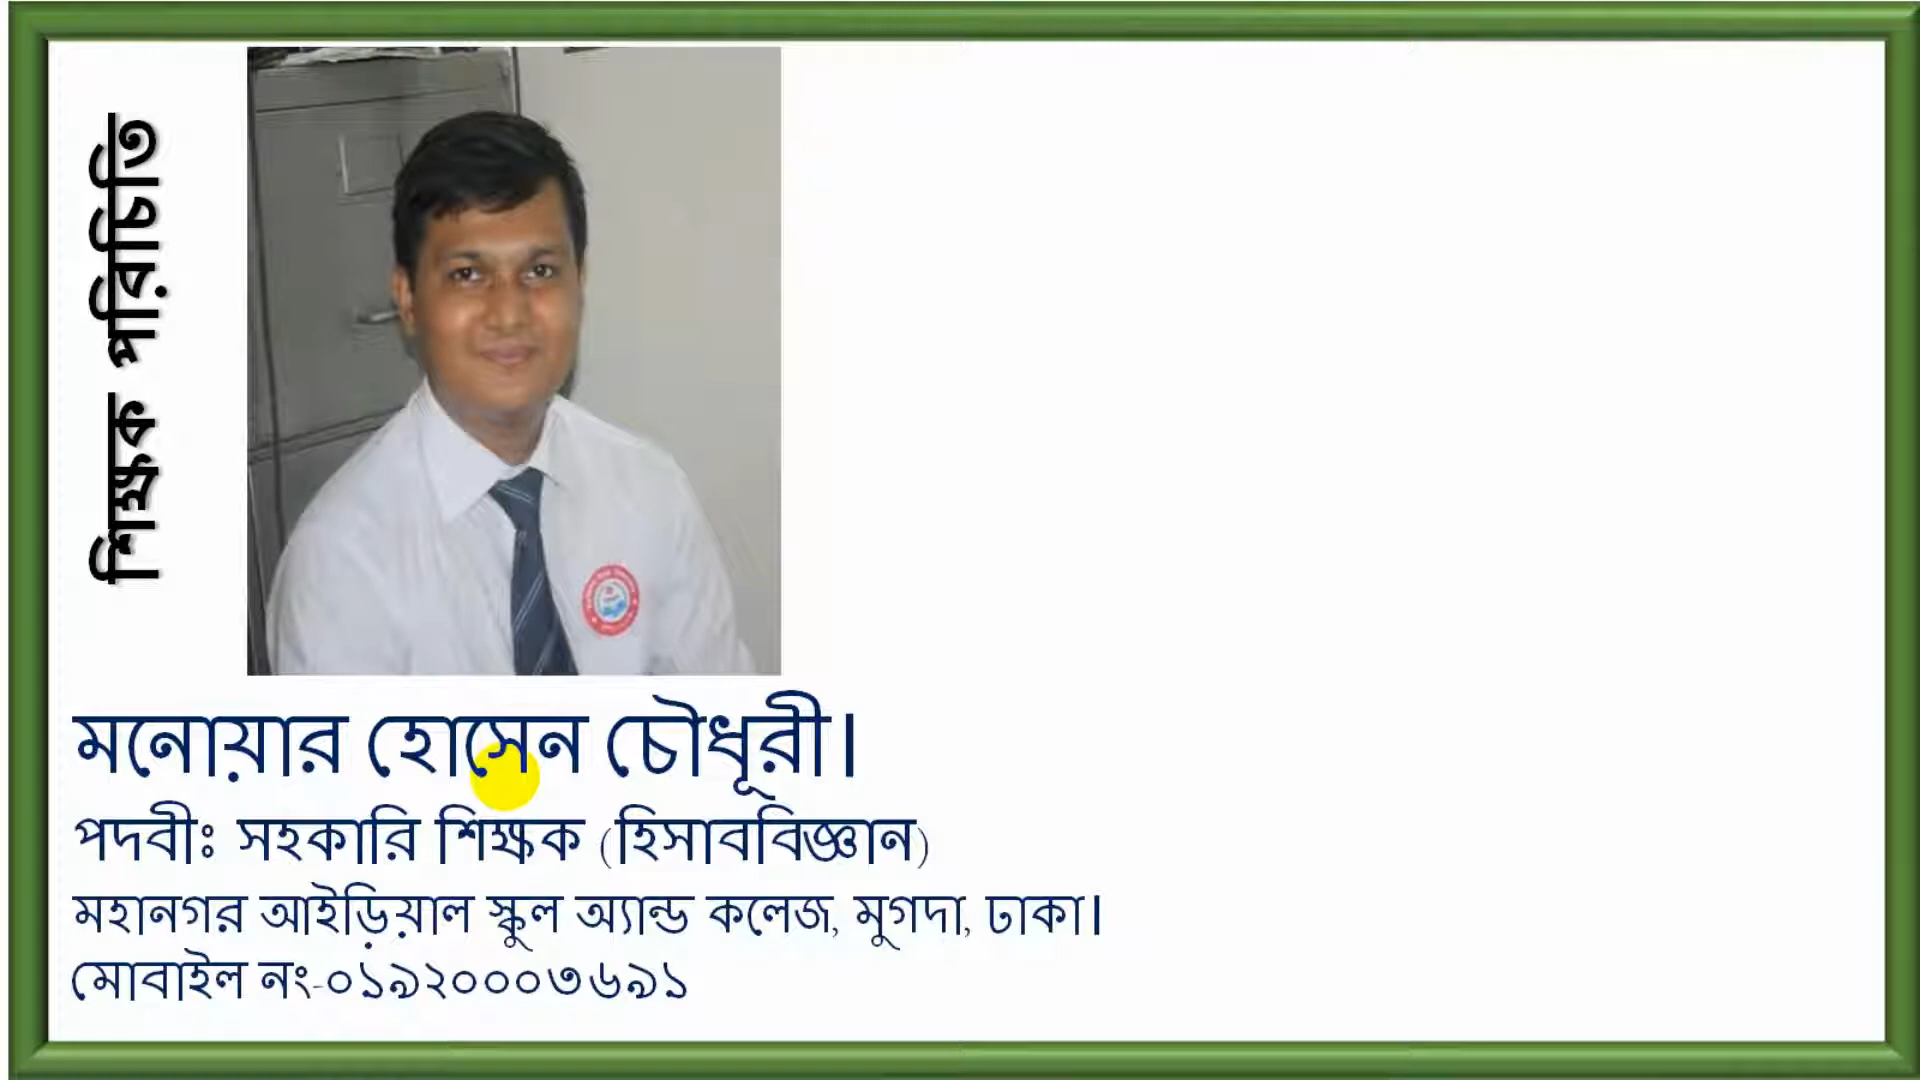 শিক্ষক পরিচিতি
মনোয়ার হোসেন চৌধূরী।
পদবীঃ সহকারি শিক্ষক (হিসাববিজ্ঞান)
মহানগর আইড়িয়াল স্কুল অ্যান্ড কলেজ, মুগদা, ঢাকা।
মোবাইল নং-০১৯২০০০৩৬৯১